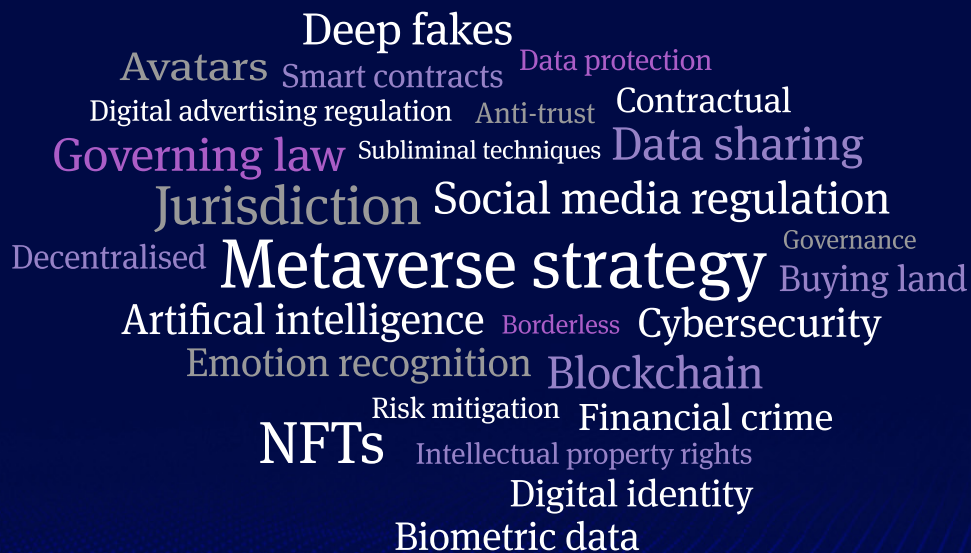 Deep fakes
Avatars Smart contracts Data protection
Digital advertising regulation Anti-trust Contractual
Governing law Subliminal techniques Data sharing
Jurisdiction Social media regulation
Decentralised Metaverse strategy Governance
Buying land
Artifical intelligence Borderless Cybersecurity
Emotion recognition Blockchain
Risk mitigation Financial crime
NFTs Intellectual property rights
Digital identity
Biometric data